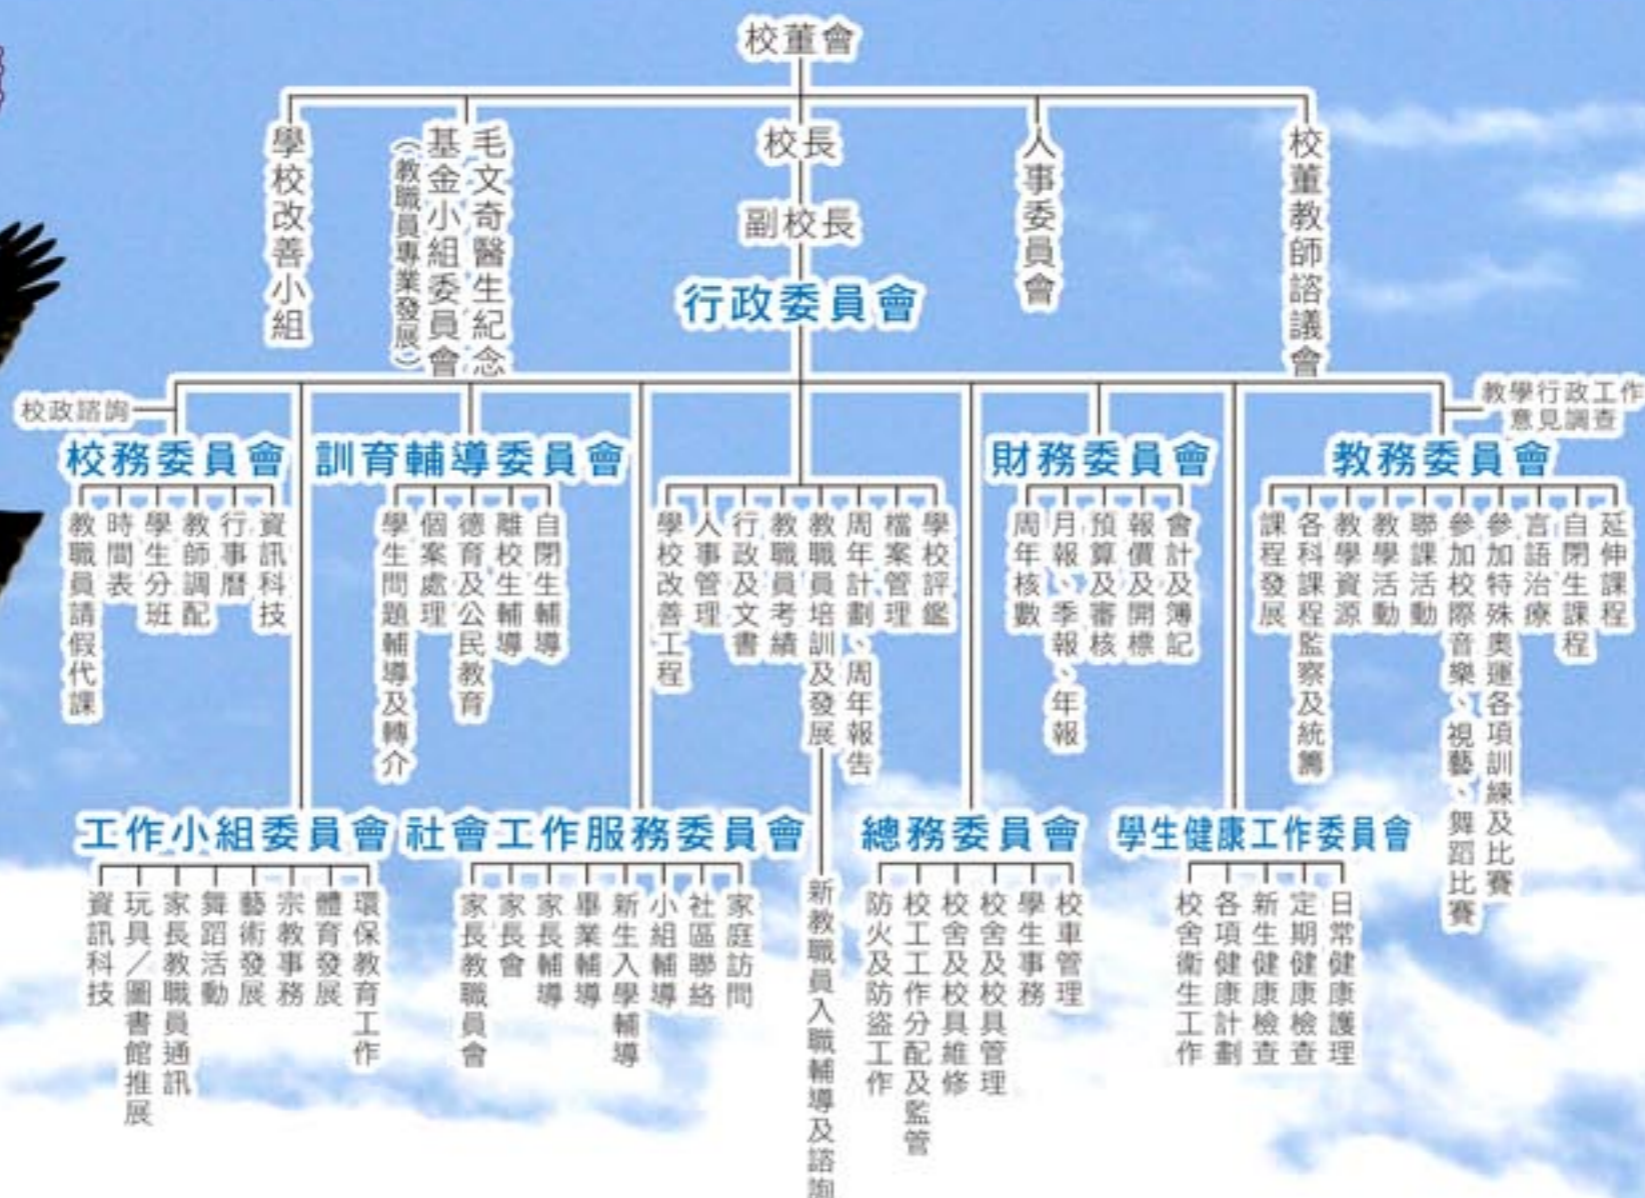 校董會
學校改善小組
毛文奇醫生紀念
基金小組委員會
（教職員專業發展）
校長
人事委員會
校董教師諮議會
副校長
行政委員會
校政諮詢
教學行政工作
意見調查
校務委員會
訓育輔導委員會
財務委員會
教務委員會
教職員請假代課
時間表
學生分班
教師調配
行事曆
資訊科技
學生問題輔導及轉介
個案處理
德育及公民教育
離校生輔導
自閉生輔導
學校改善工程
人事管理
行政及文書
教職員考績
教職員培訓及發展
周年計劃、周年報告
檔案管理
學校評鑑
周年核數
月報、季報、年報
預算及審核
報價及開標
會計及簿記
課程發展
各科課程監察及統籌
教學資源
教學活動
聯課活動
參加校際音樂、視藝、舞蹈比賽
參加特殊奧運各項訓練及比賽
言語治療
自閉生課程
延伸課程
工作小組委員會
社會工作服務委員會
總務委員會
學生健康工作委員會
資訊科技
玩具／圖書館推展
家長教職員通訊
舞蹈活動
藝術發展
宗教事務
體育發展
環保教育工作
家長教職員會
家長會
家長輔導
畢業輔導
新生入學輔導
小組輔導
社區聯絡
家庭訪問
新教職員入職輔導及諮詢
防火及防盜工作
校工工作分配及監管
校舍及校具維修
校舍及校具管理
學生事務
校車管理
校舍衞生工作
各項健康計劃
新生健康檢查
定期健康檢查
日常健康護理